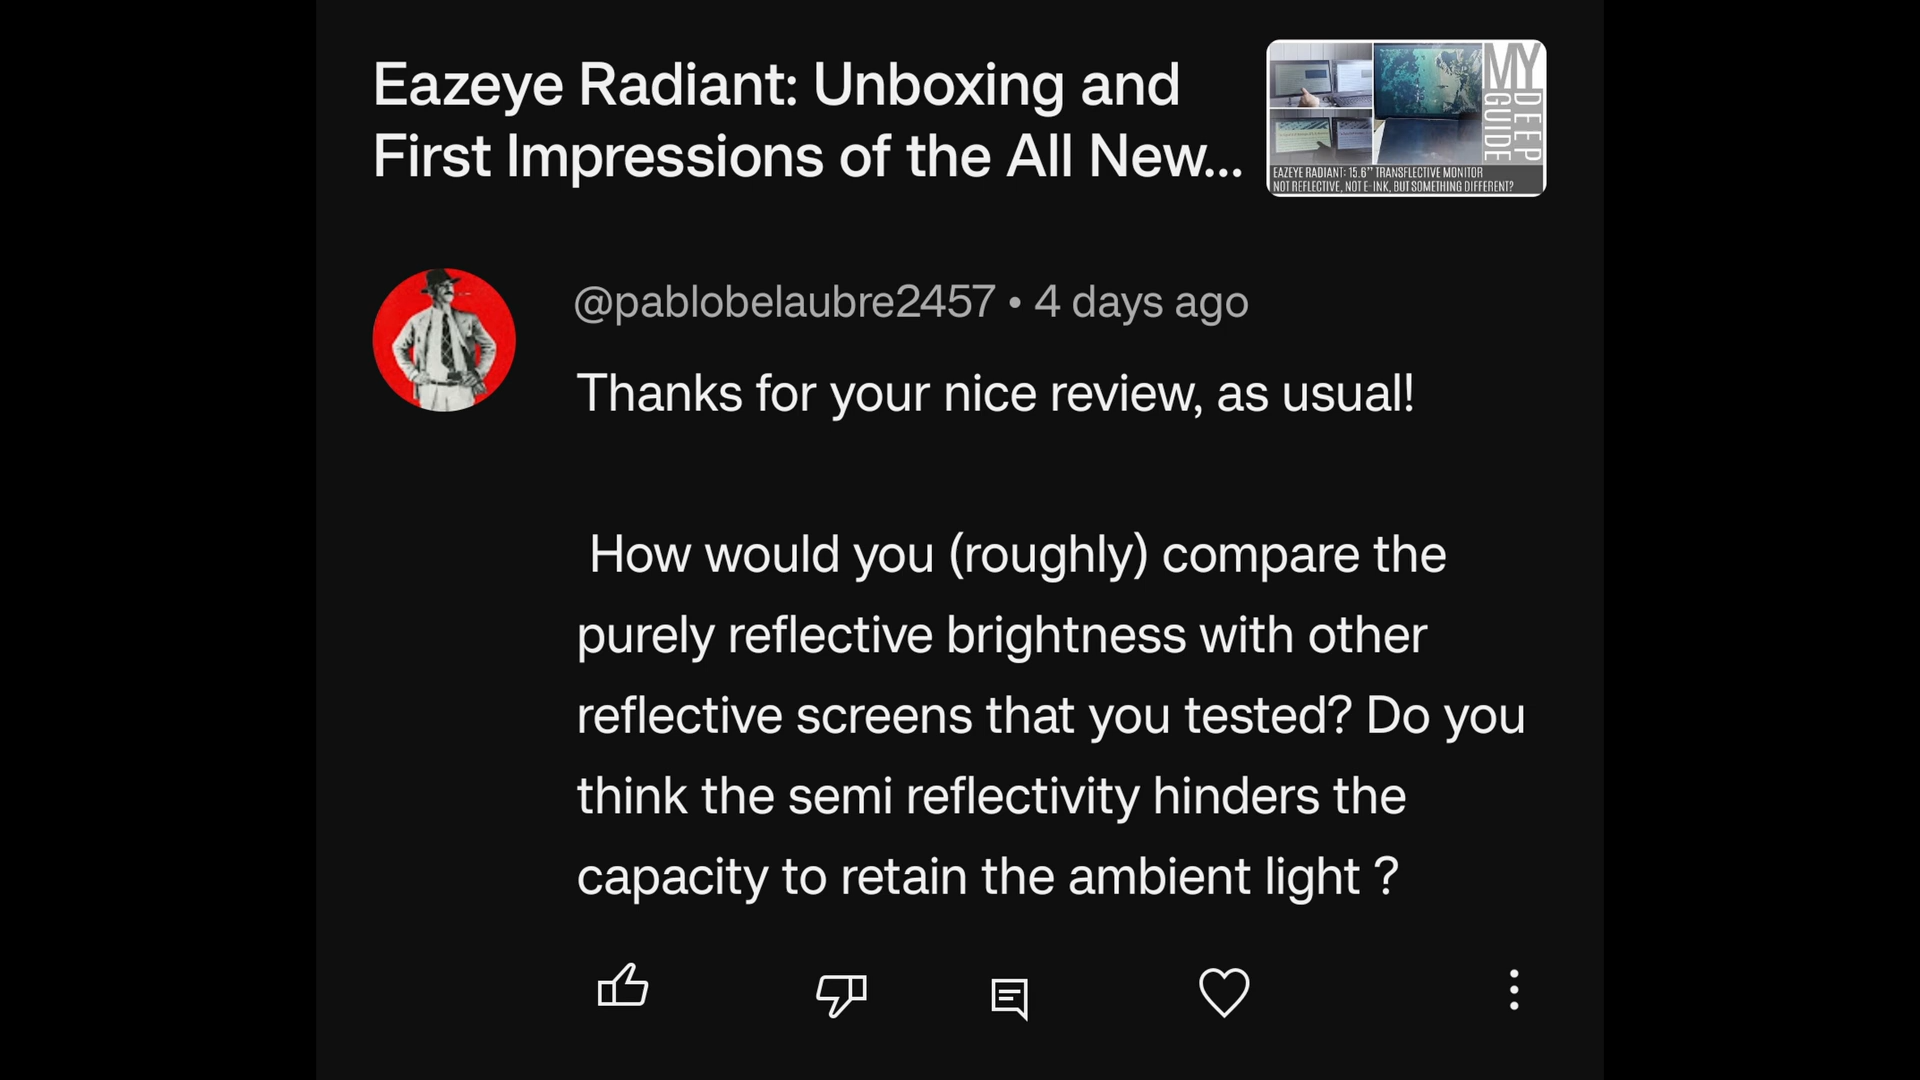 Eazeye Radiant: Unboxing and
First Impressions of the All New...
MY
DEEP
GUIDE
EAZEYE RADIANT: 15.6" TRANSFLECTIVE MONITOR
NOT REFLECTIVE, NOT E-INK, BUT SOMETHING DIFFERENT?
@pablobelaubre2457 • 4 days ago
Thanks for your nice review, as usual!
How would you (roughly) compare the
purely reflective brightness with other
reflective screens that you tested? Do you
think the semi reflectivity hinders the
capacity to retain the ambient light ?